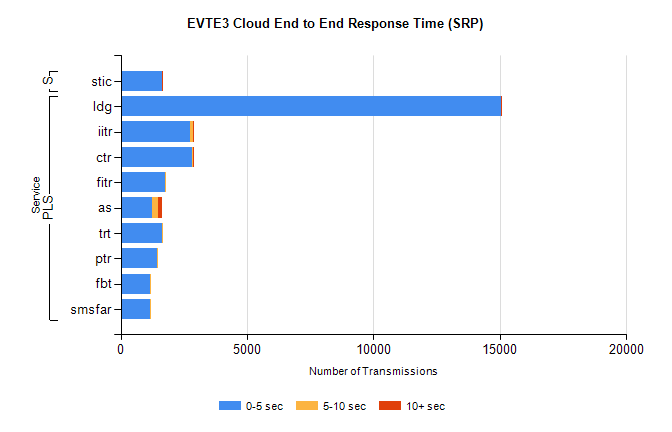 EVTE3 Cloud End to End Response Time (SRP)
S
stic
ldg
iitr
ctr
fitr
as
trt
ptr
fbt
smsfar
Service
PLS
0 5000 10000 15000 20000
Number of Transmissions
0-5 sec 5-10 sec 10+ sec